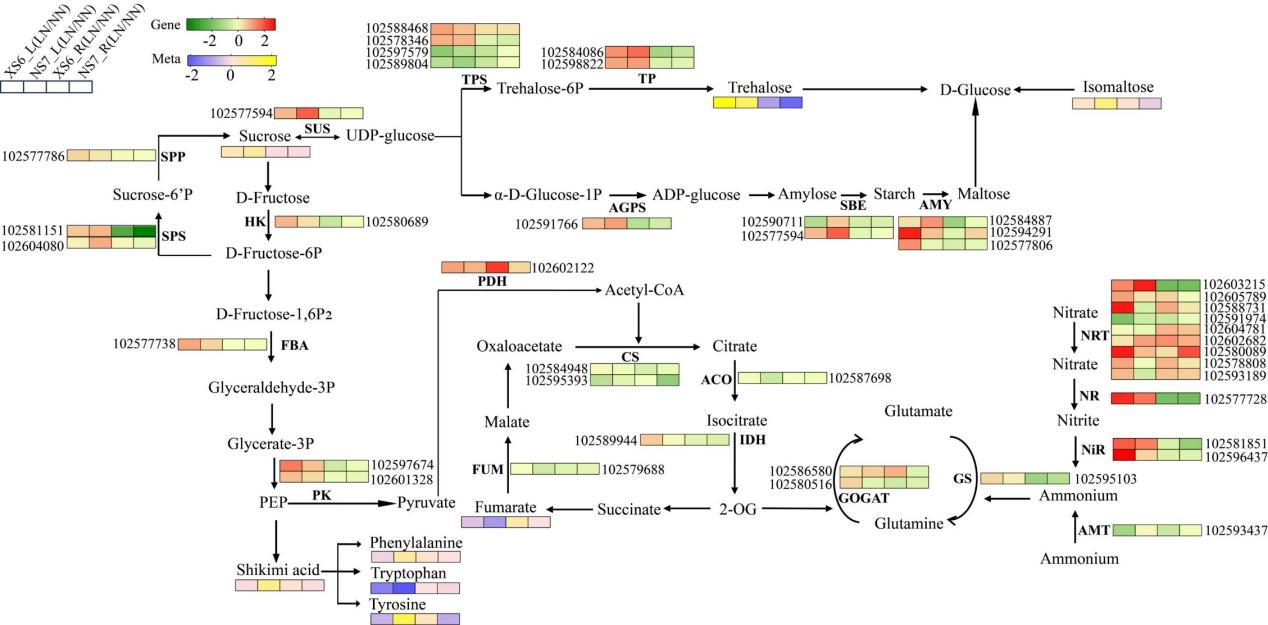 XS6_L(LN/NN)
NS7_L(LN/NN)
XS6_R(LN/NN)
NS7_R(LN/NN)
Gene
-2 0 2
Meta
-2 0 2
102588468
102578346
102597579
102589804
TPS
102584086
102598822
TP
Trehalose-6P
Trehalose
D-Glucose
Isomaltose
102577594
SUS
Sucrose
UDP-glucose
102577786
SPP
Sucrose-6'P
102581151
102604080
SPS
D-Fructose
HK
102580689
D-Fructose-6P
α-D-Glucose-1P
AGPS
102591766
ADP-glucose
Amylose
SBE
102590711
102577594
Starch
AMY
Maltose
102584887
102594291
102577806
D-Fructose-1,6P2
102577738
FBA
Glyceraldehyde-3P
Glycerate-3P
102597674
102601328
PEP
PK
Pyruvate
PDH
102602122
Acetyl-CoA
Oxaloacetate
CS
102584948
102595393
Citrate
ACO
102587698
Isocitrate
102589944
IDH
Malate
FUM
102579688
Fumarate
Succinate
2-OG
Shikimi acid
Phenylalanine
Tryptophan
Tyrosine
Glutamate
102586580
102580516
GOGAT
GS
102595103
Glutamine
Nitrate
NRT
102603215
102605789
102588731
102591974
102604781
102602682
102580089
102578808
102593189
Nitrate
NR
102577728
Nitrite
NiR
102581851
102596437
Ammonium
AMT
102593437
Ammonium